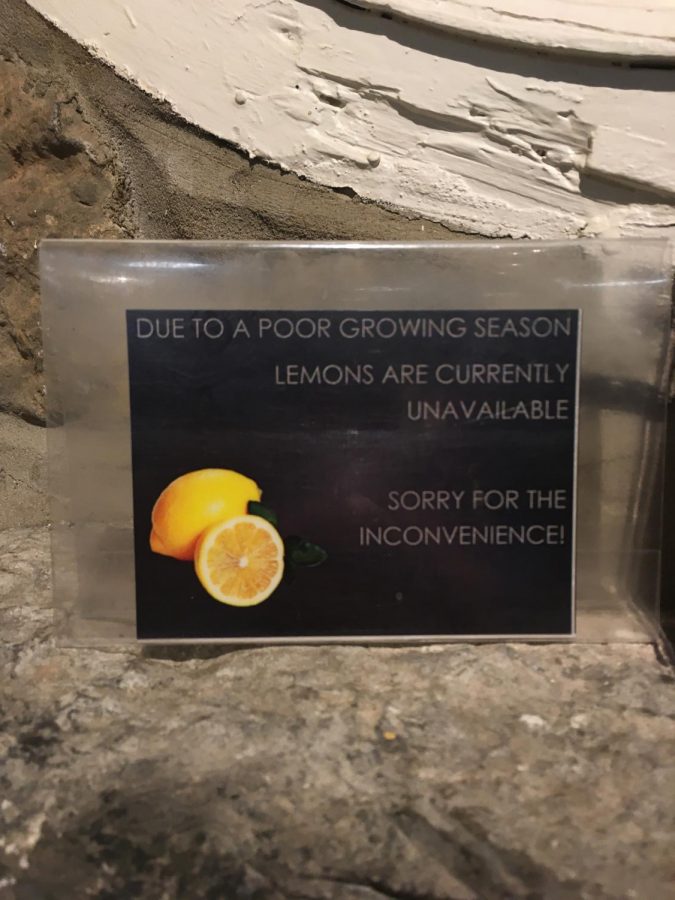 DUE TO A POOR GROWING SEASON
LEMONS ARE CURRENTLY
UNAVAILABLE
SORRY FOR THE
INCONVENIENCE!